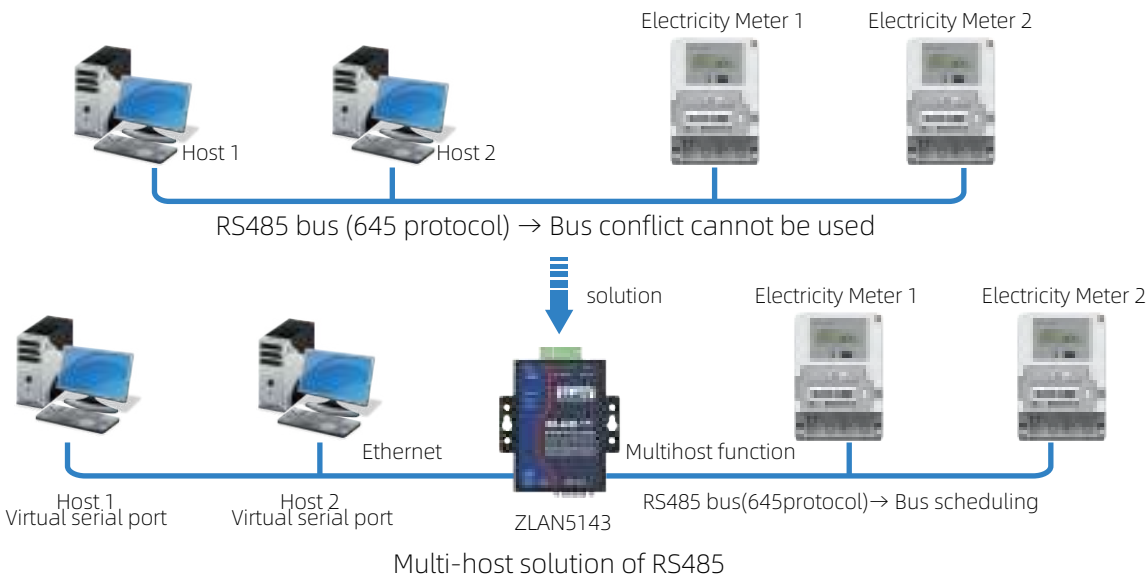 Electricity Meter 1
Electricity Meter 2
Host 1
Host 2
RS485 bus (645 protocol) → Bus conflict cannot be used
solution
Electricity Meter 1
Electricity Meter 2
Ethernet
Multihost function
Host 1
Virtual serial port
Host 2
Virtual serial port
ZLAN5143
RS485 bus(645protocol)→ Bus scheduling
Multi-host solution of RS485